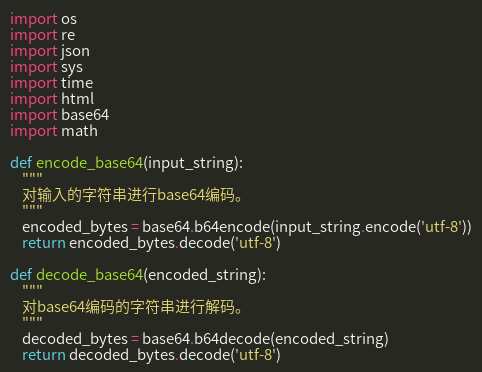 import os
import re
import json
import sys
import time
import html
import base64
import math
def encode_base64(input_string):
"""
对输入的字符串进行base64编码。
"""
encoded_bytes = base64.b64encode(input_string.encode('utf-8'))
return encoded_bytes.decode('utf-8')
def decode_base64(encoded_string):
"""
对base64编码的字符串进行解码。
"""
decoded_bytes = base64.b64decode(encoded_string)
return decoded_bytes.decode('utf-8')